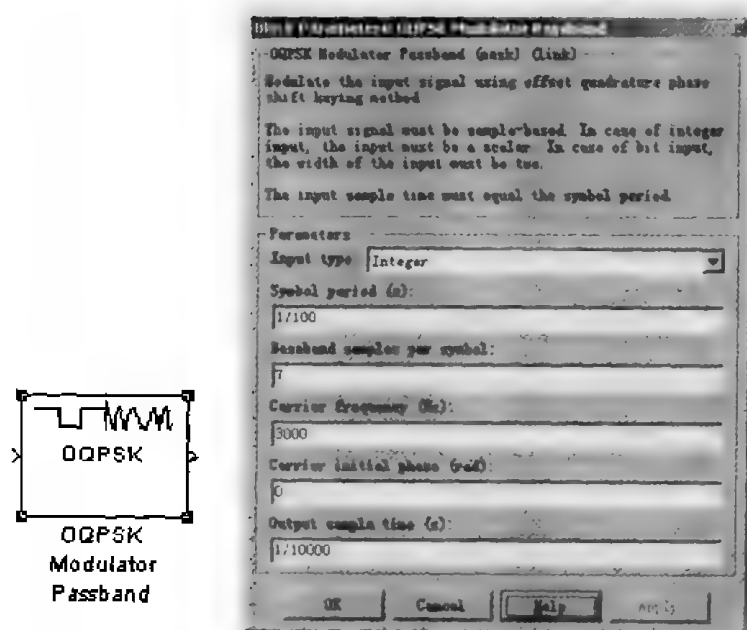 OQPSK
OQPSK
Modulator
Passband
OQPSK Modulator Passband (mask) (link)
Modulate the input signal using offset quadrature phase
shift keying method
The input signal must be sample-based. In case of integer
input, the input must be a scalar. In case of bit input,
the width of the input must be two.
The input sample time must equal the symbol period.
Parameters
Input type Integer
Symbol period (s):
1/100
Baseband samples per symbol:
Carrier frequency (Hz):
3000
Carrier initial phase (rad):
0
Output sample time (s):
1/10000
OK Cancel Help Apply